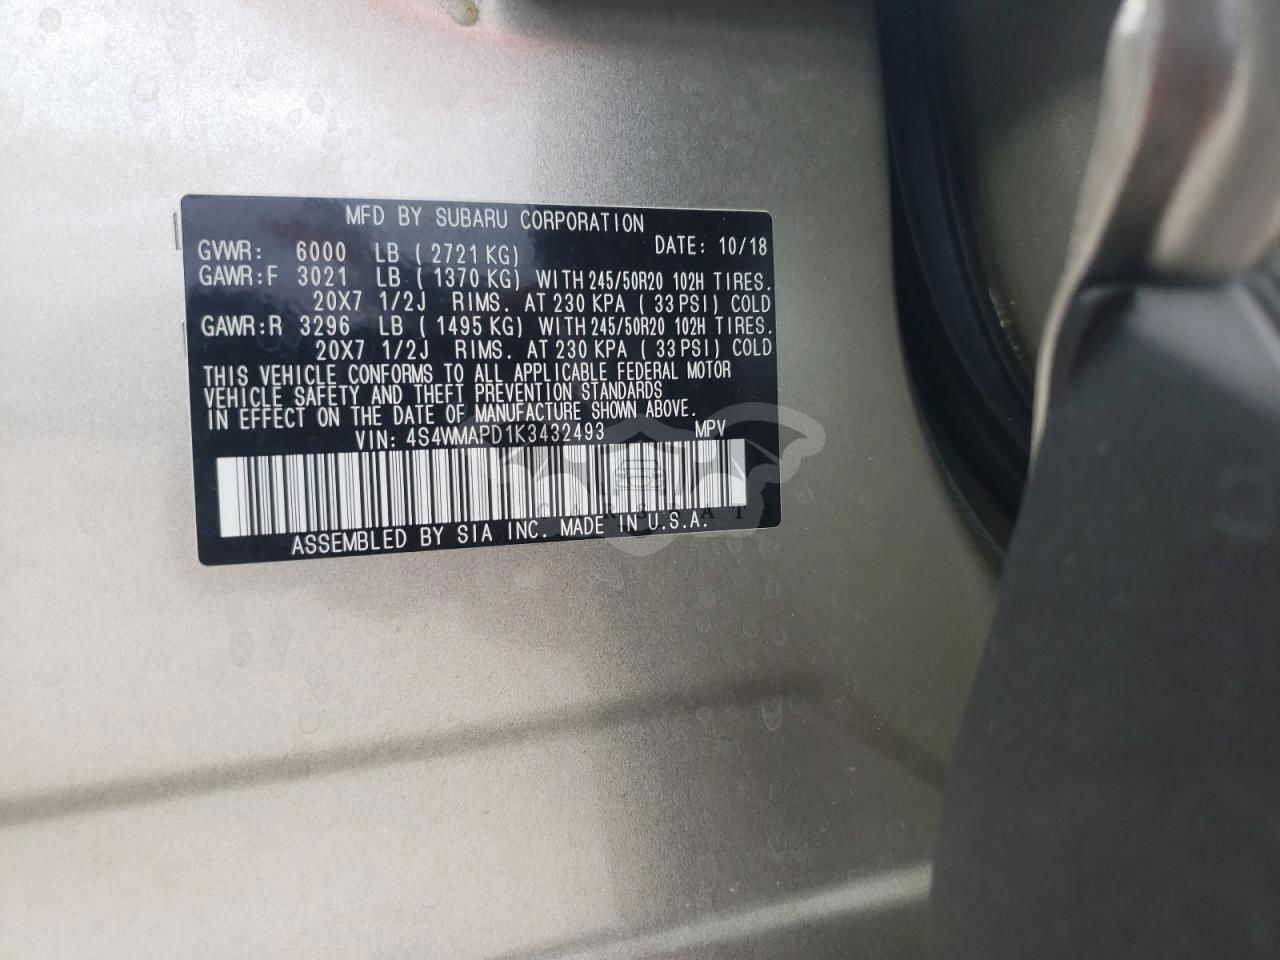 MFD BY SUBARU CORPORATION
GVWR: 6000 LB ( 2721 KG) DATE: 10/18
GAWR:F 3021 LB ( 1370 KG) WITH 245/50R20 102H TIRES.
20X7 1/2J RIMS. AT 230 KPA ( 33 PSI) COLD
GAWR:R 3296 LB ( 1495 KG) WITH 245/50R20 102H TIRES.
20X7 1/2J RIMS. AT 230 KPA ( 33 PSI) COLD
THIS VEHICLE CONFORMS TO ALL APPLICABLE FEDERAL MOTOR
VEHICLE SAFETY AND THEFT PREVENTION STANDARDS
IN EFFECT ON THE DATE OF MANUFACTURE SHOWN ABOVE.
VIN: 4S4WMAPD1K3432493 MPV
ASSEMBLED BY SIA INC. MADE IN U.S.A.